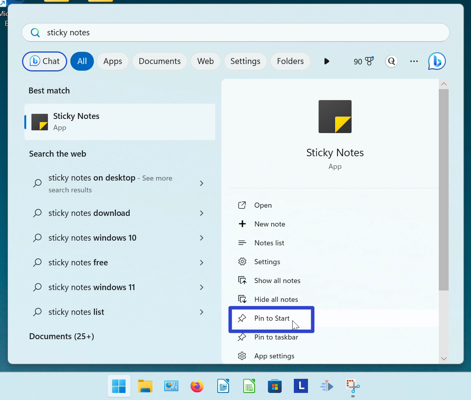 sticky notes
Chat
All
Apps
Documents
Web
Settings
Folders
90
Best match
Sticky Notes
App
Search the web
sticky notes on desktop - See more
search results
sticky notes download
sticky notes windows 10
sticky notes free
sticky notes windows 11
sticky notes list
Documents (25+)
Sticky Notes
App
Open
New note
Notes list
Settings
Show all notes
Hide all notes
Pin to Start
Pin to taskbar
App settings
L